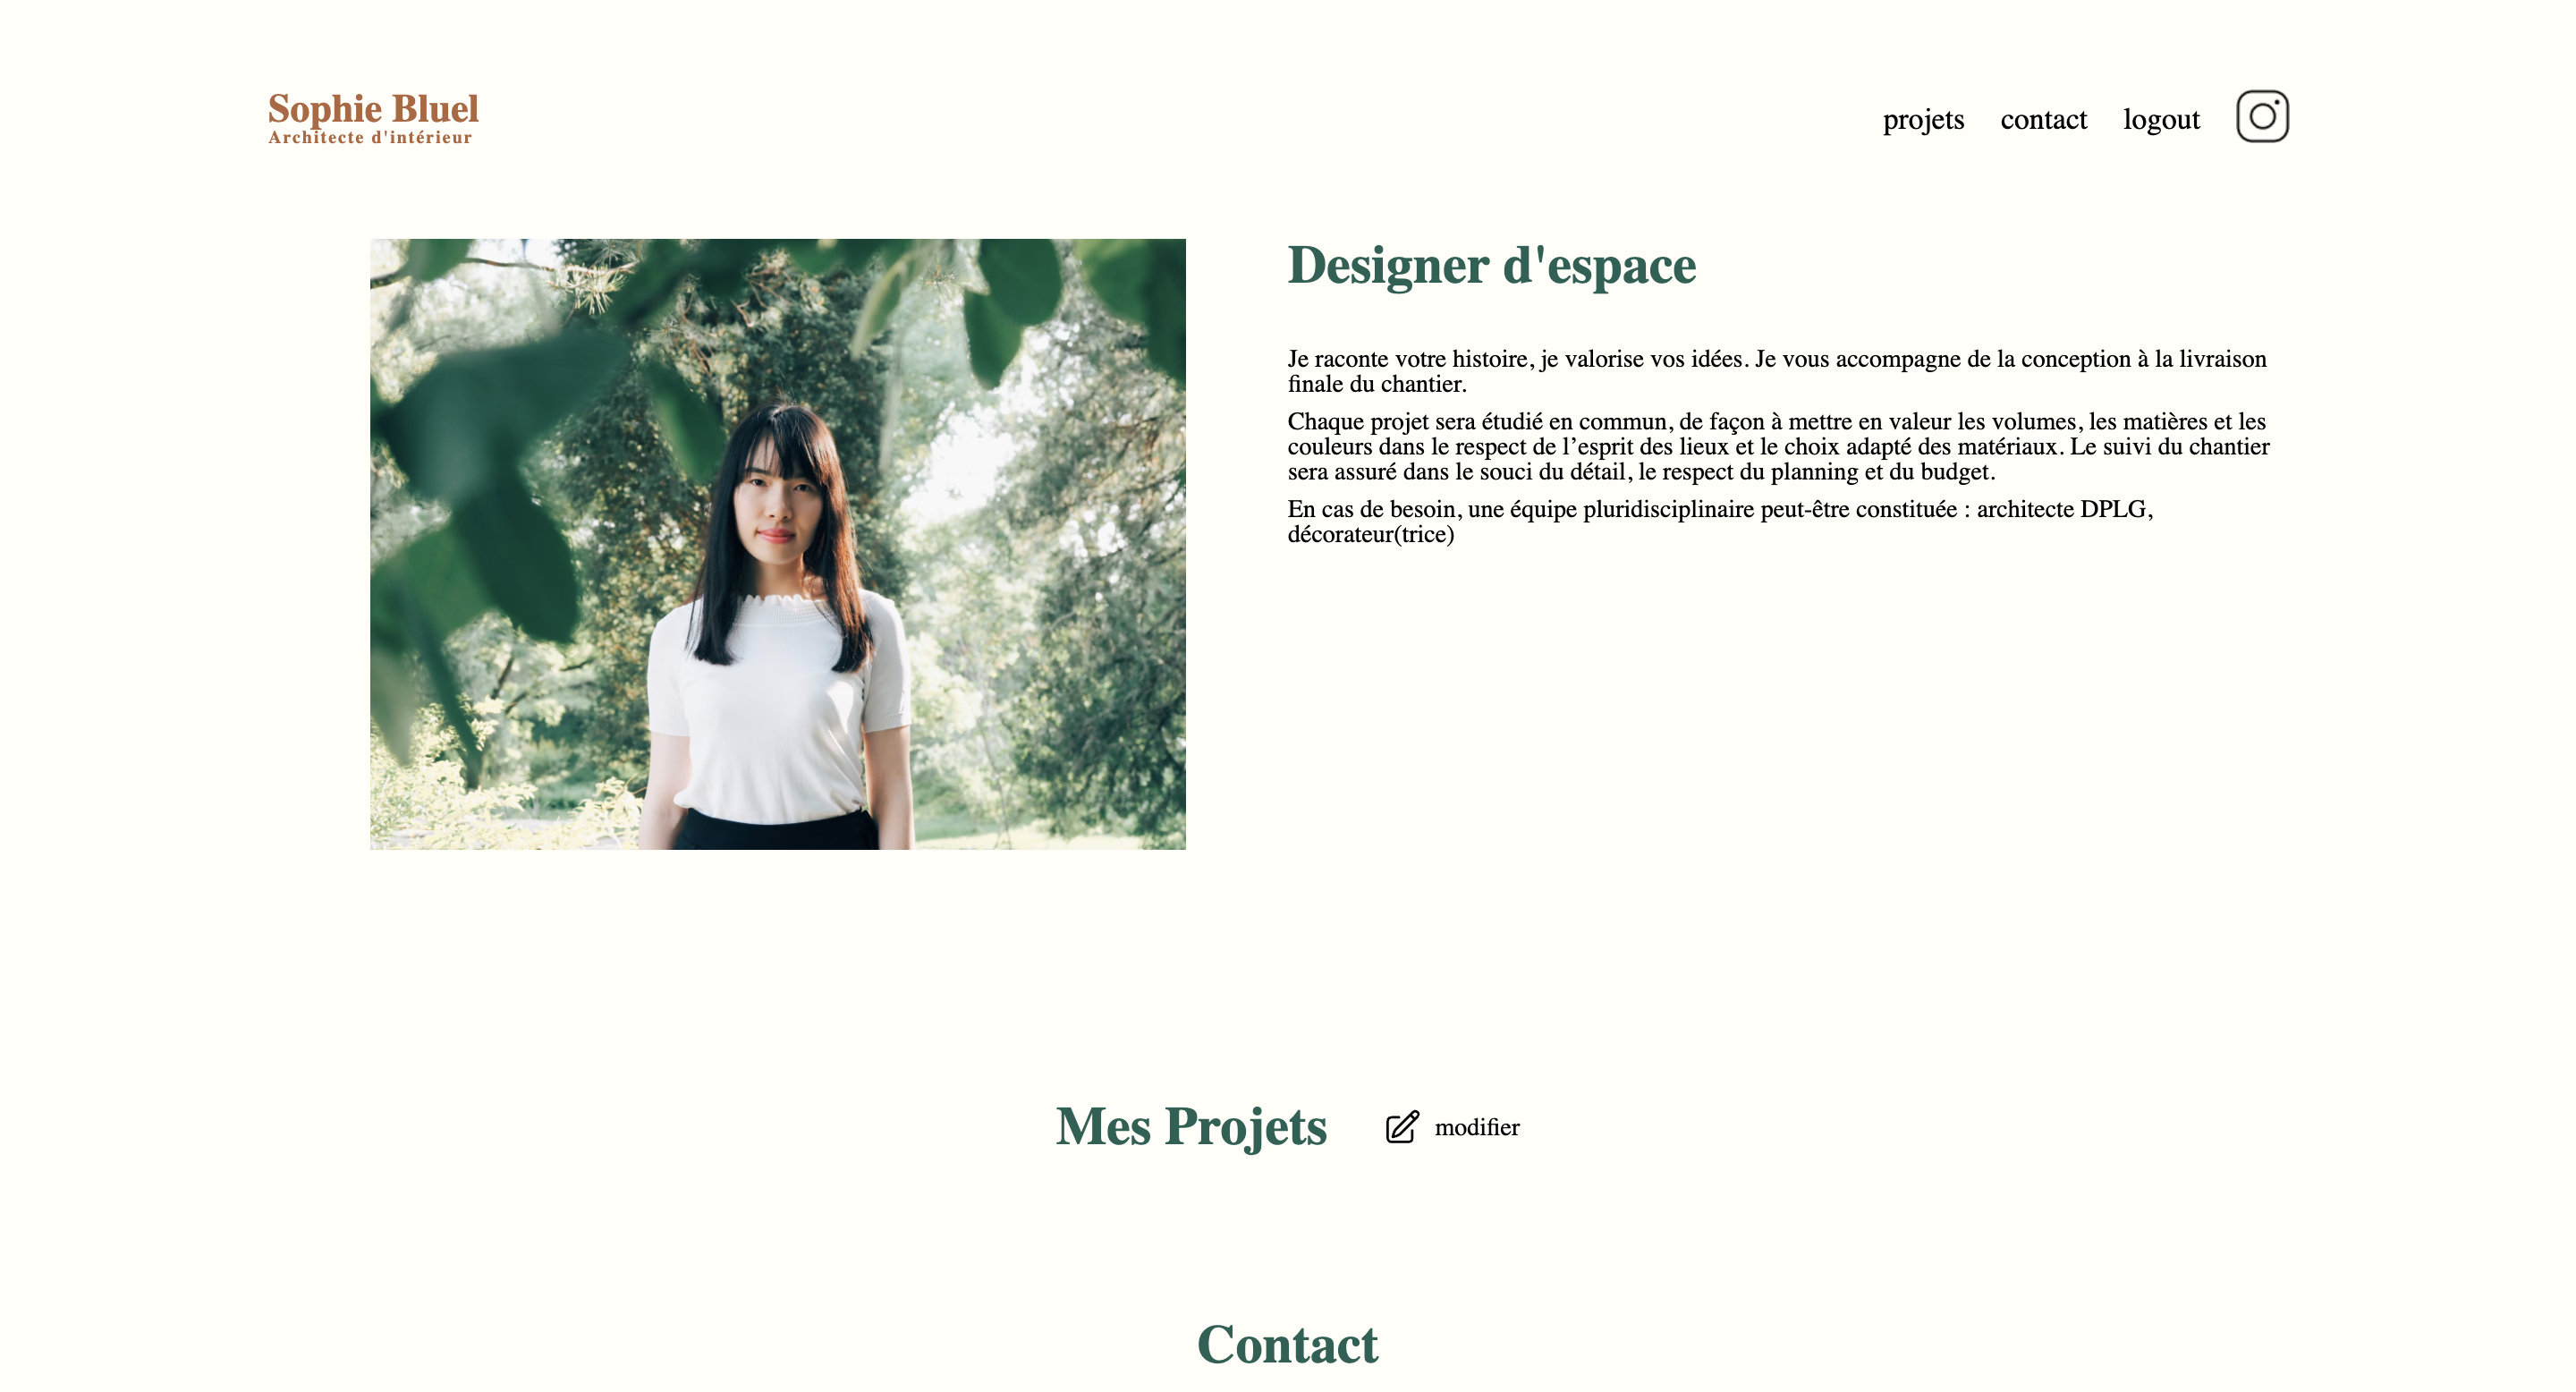 Sophie Bluel
Architecte d'intérieur
projets contact logout
Designer d'espace
Je raconte votre histoire, je valorise vos idées. Je vous accompagne de la conception à la livraison
finale du chantier.
Chaque projet sera étudié en commun, de façon à mettre en valeur les volumes, les matières et les
couleurs dans le respect de l’esprit des lieux et le choix adapté des matériaux. Le suivi du chantier
sera assuré dans le souci du détail, le respect du planning et du budget.
En cas de besoin, une équipe pluridisciplinaire peut-être constituée : architecte DPLG,
décorateur(trice)
Mes Projets modifier
Contact